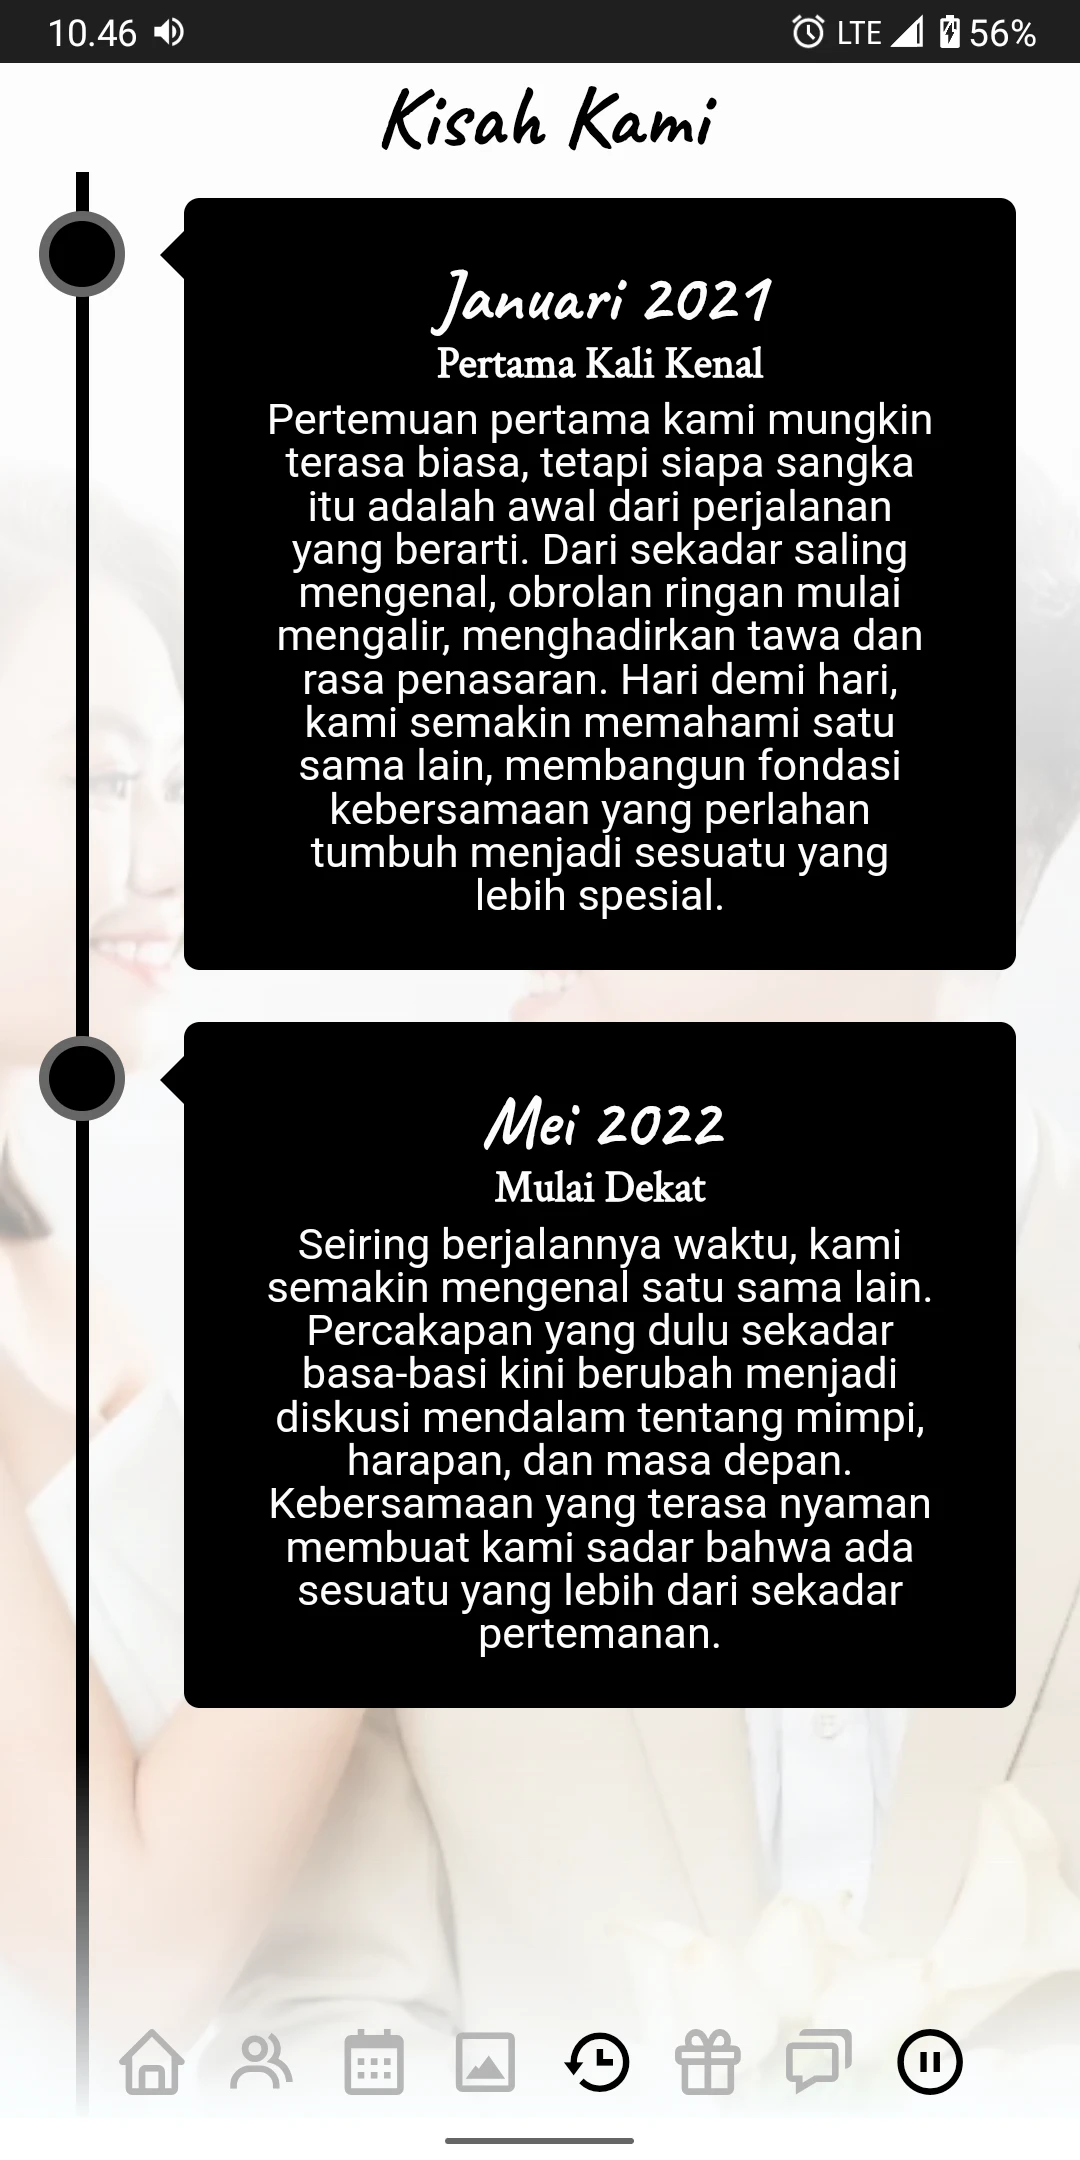 10.46
LTE
56%
Kisah Kami
Januari 2021
Pertama Kali Kenal
Pertemuan pertama kami mungkin
terasa biasa, tetapi siapa sangka
itu adalah awal dari perjalanan
yang berarti. Dari sekadar saling
mengenal, obrolan ringan mulai
mengalir, menghadirkan tawa dan
rasa penasaran. Hari demi hari,
kami semakin memahami satu
sama lain, membangun fondasi
kebersamaan yang perlahan
tumbuh menjadi sesuatu yang
lebih spesial.
Mei 2022
Mulai Dekat
Seiring berjalannya waktu, kami
semakin mengenal satu sama lain.
Percakapan yang dulu sekadar
basa-basi kini berubah menjadi
diskusi mendalam tentang mimpi,
harapan, dan masa depan.
Kebersamaan yang terasa nyaman
membuat kami sadar bahwa ada
sesuatu yang lebih dari sekadar
pertemanan.